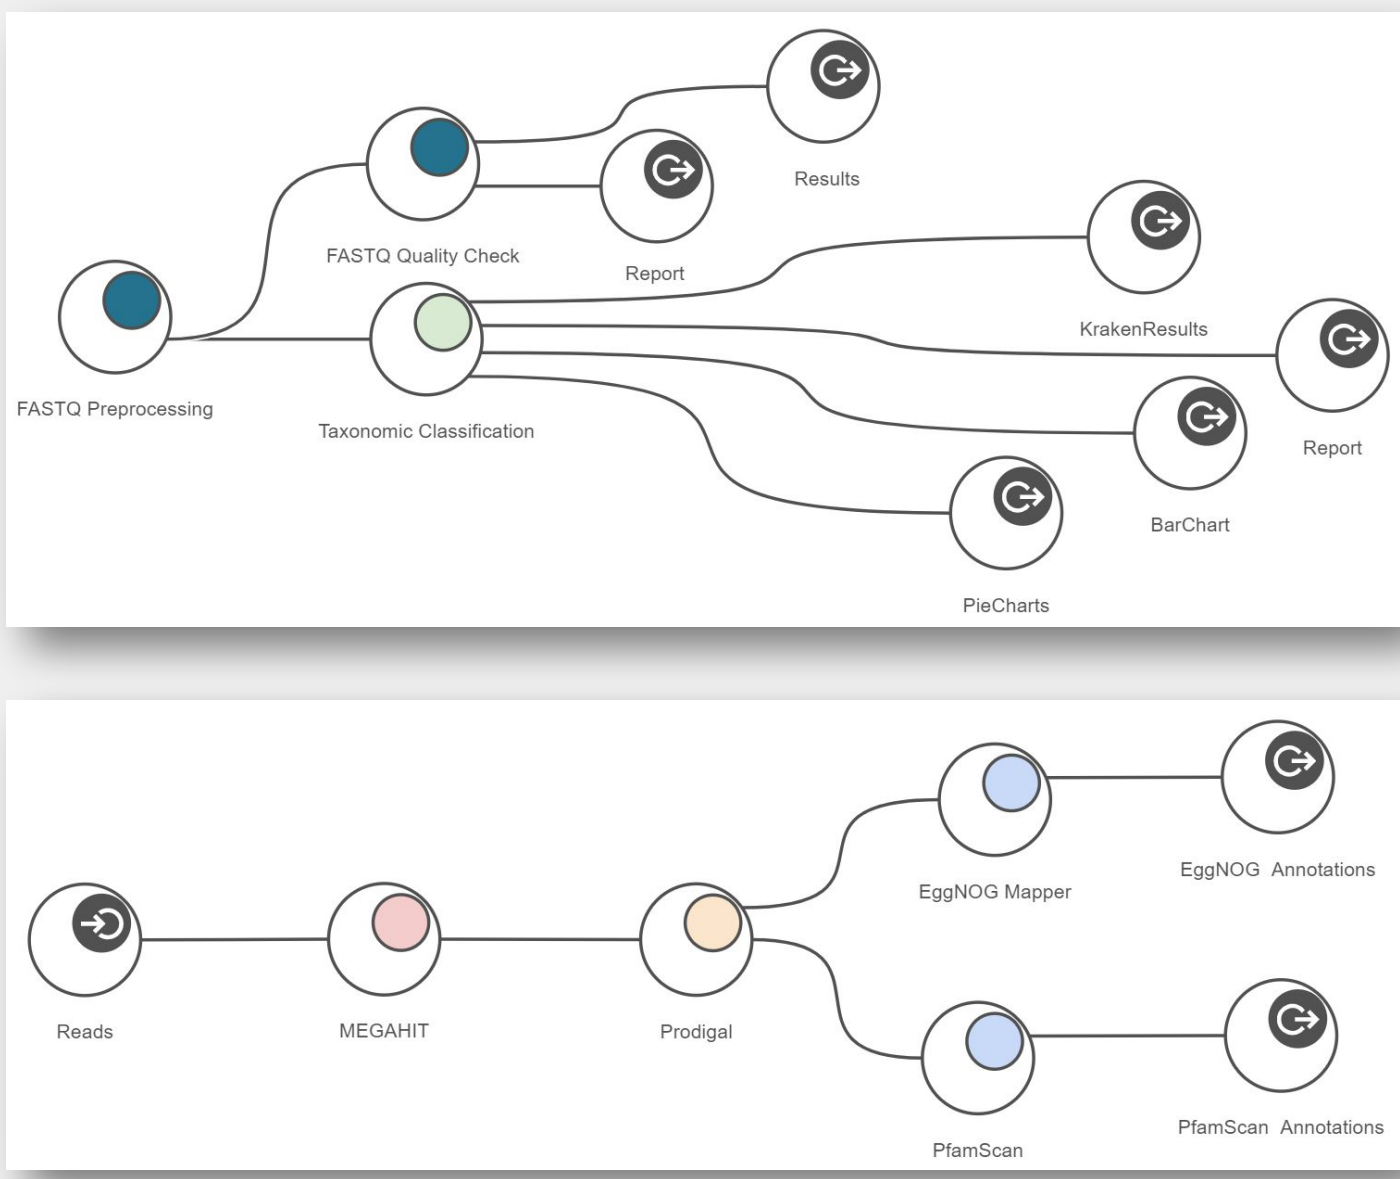 Results
FASTQ Quality Check
Report
KrakenResults
FASTQ Preprocessing
Taxonomic Classification
Report
BarChart
PieCharts
EggNOG Annotations
EggNOG Mapper
Reads
MEGAHIT
Prodigal
PfamScan Annotations
PfamScan